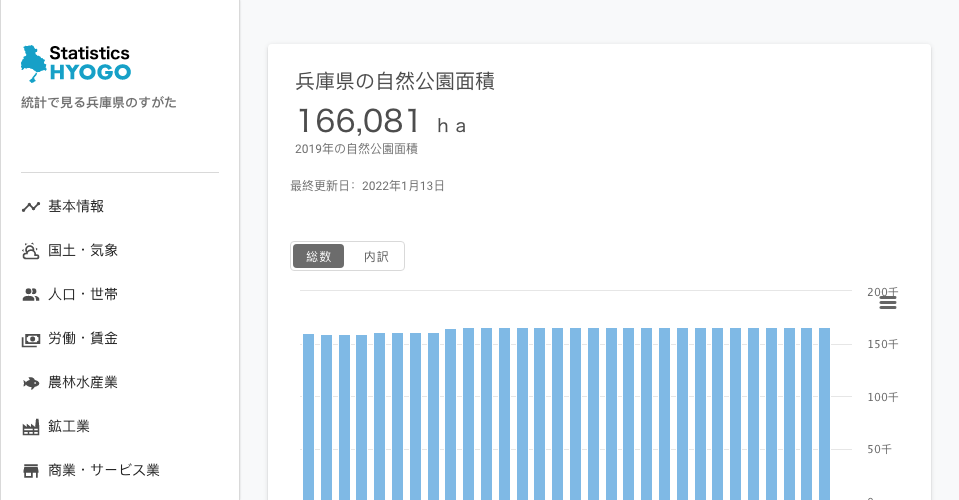 Statistics
HYOGO
統計で見る兵庫県のすがた
基本情報
国土・気象
人口・世帯
労働・賃金
農林水産業
鉱工業
商業・サービス業
兵庫県の自然公園面積
166,081 ｈａ
2019年の自然公園面積
最終更新日: 2022年1月13日
総数 内訳
200千
150千
100千
50千